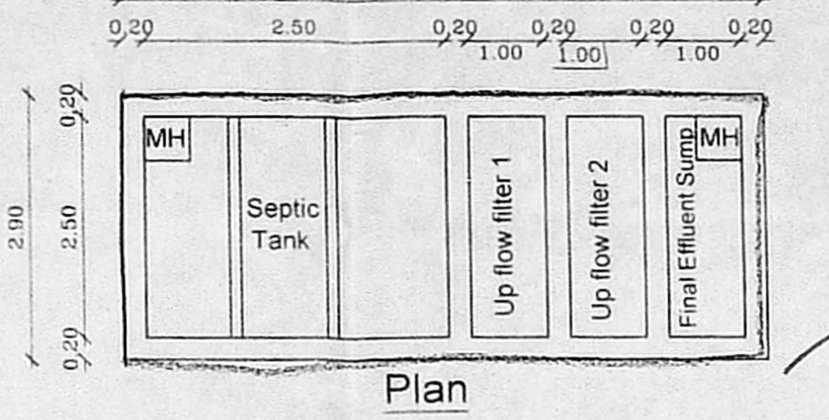 0,20 2.50 0,20 0,20 0,20 0,20
1.00 1.00 1.00
0,20
2.90
2.50
0,20
MH
Septic
Tank
Up flow filter 1
Up flow filter 2
Final Effluent Sump
MH
Plan